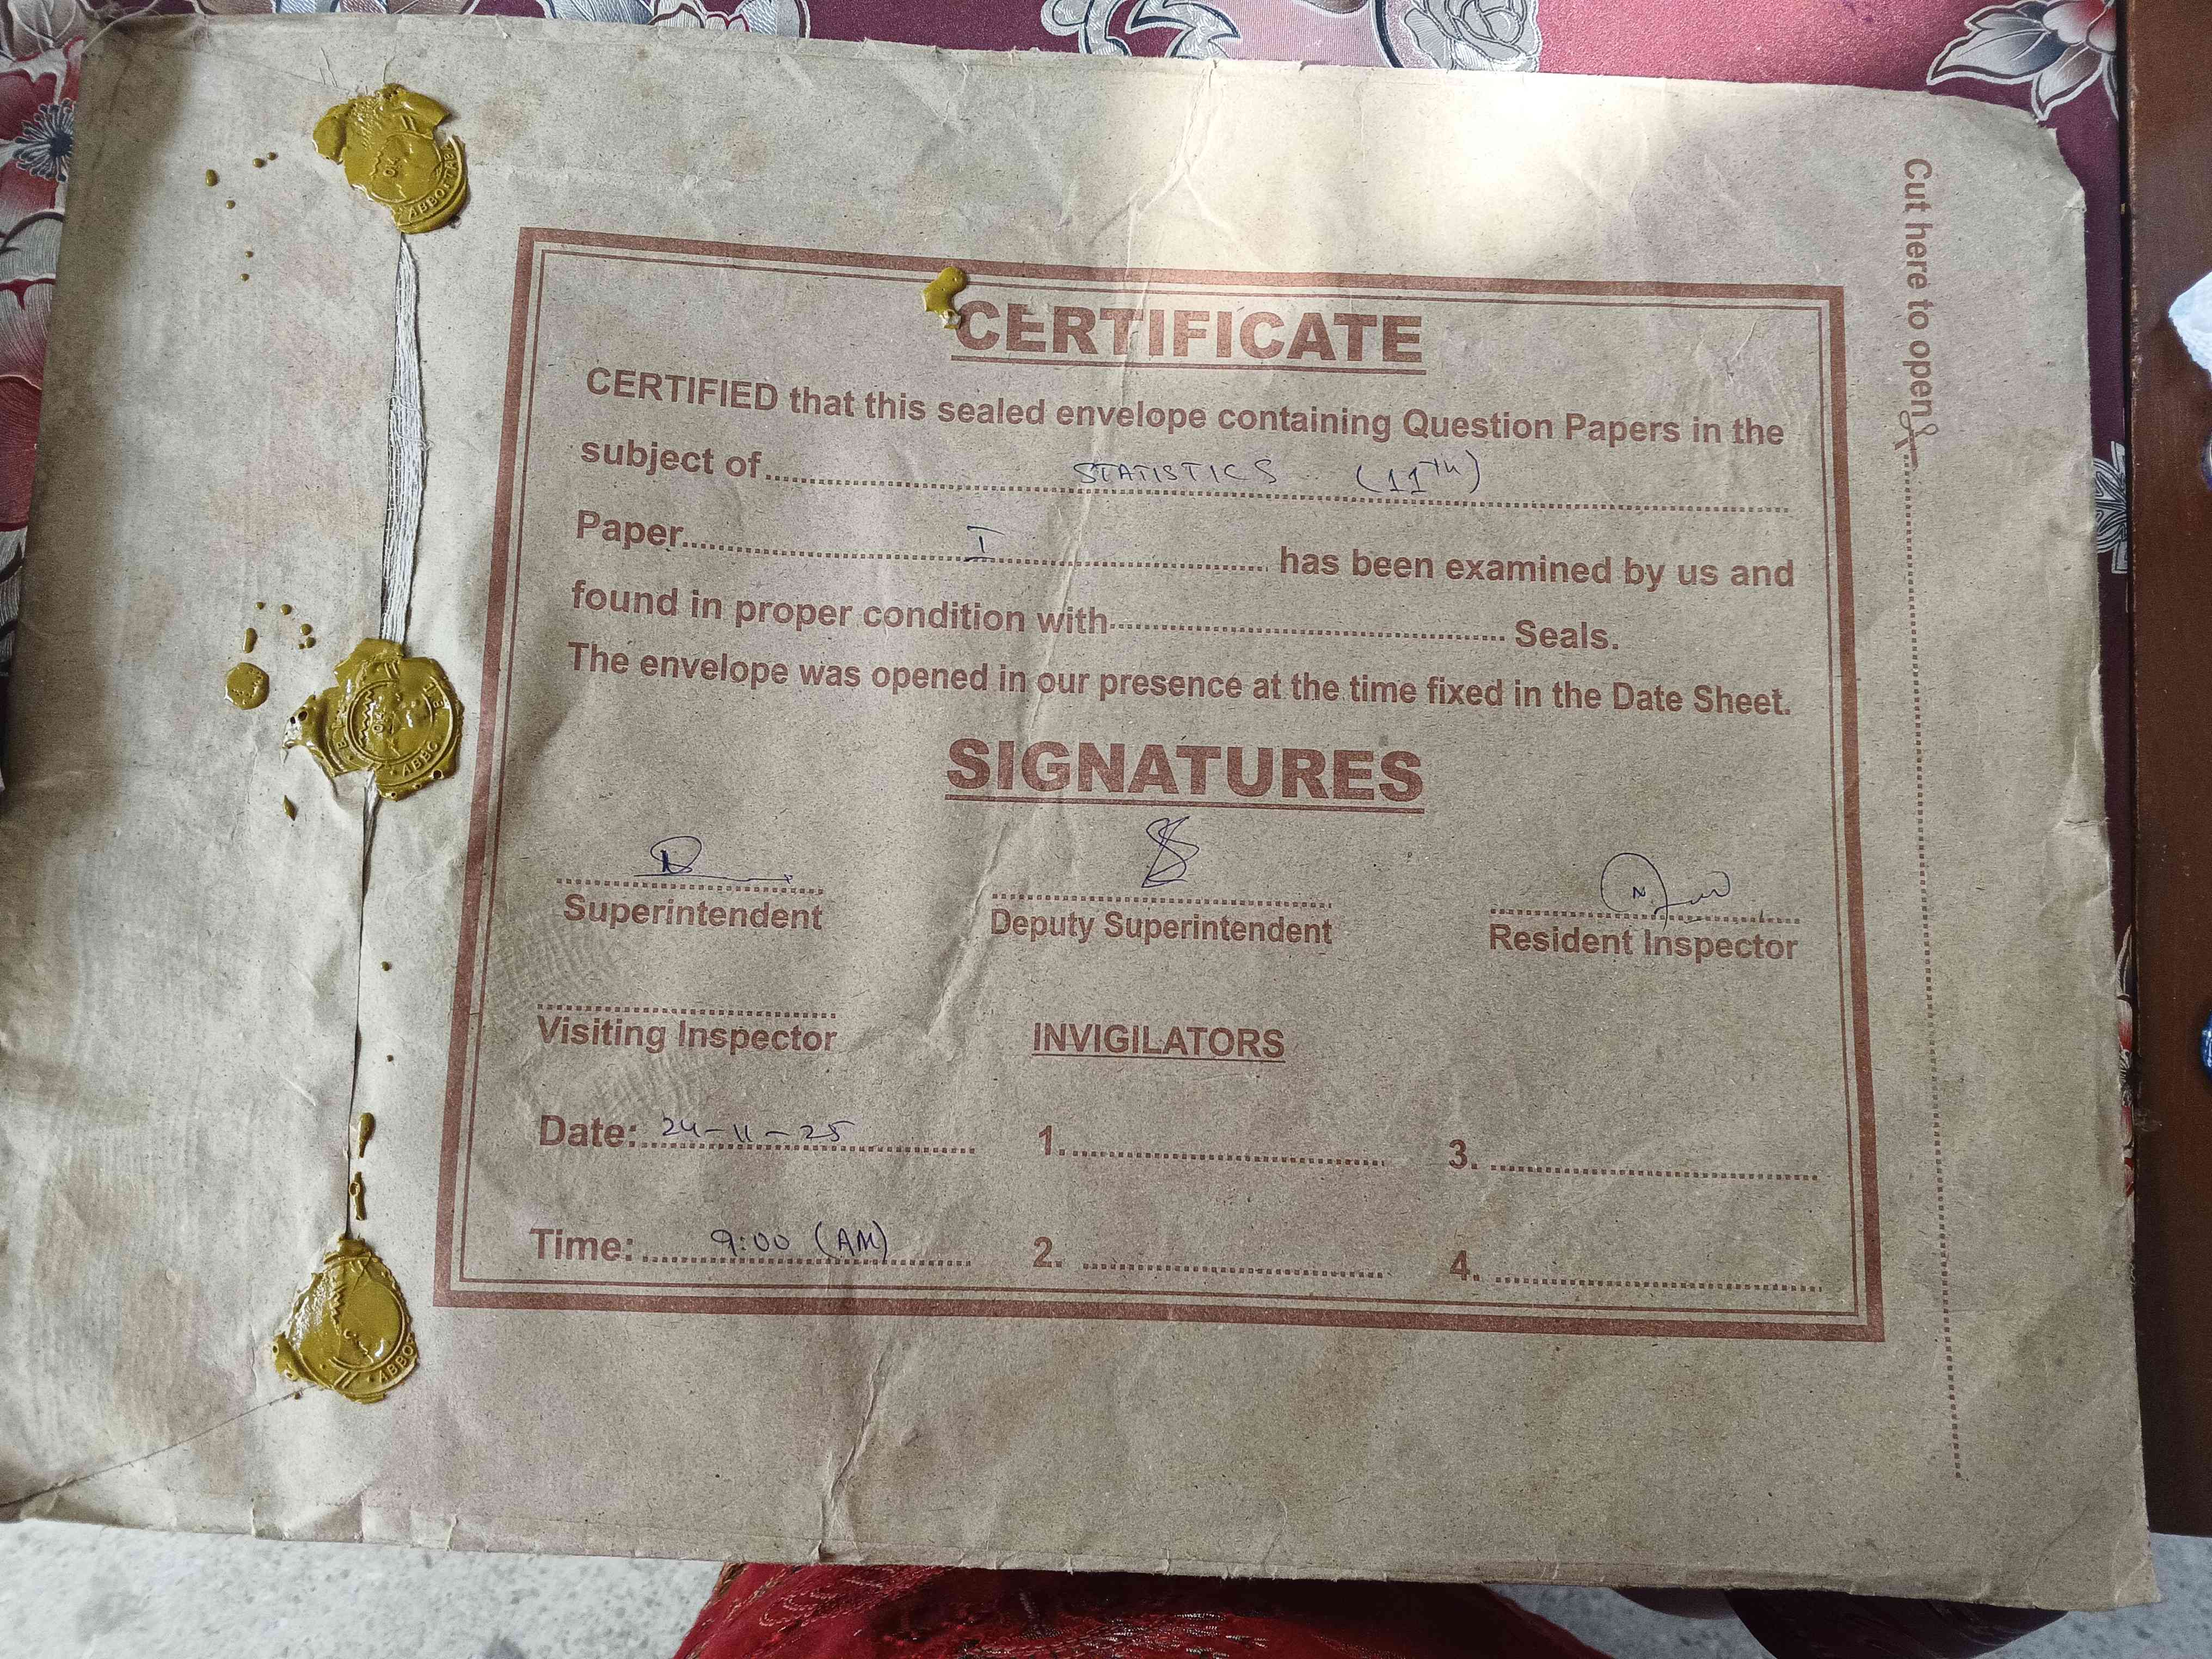 Cut here to open
CERTIFICATE
CERTIFIED that this sealed envelope containing Question Papers in the
subject of STATISTICS (11TH)
Paper I has been examined by us and
found in proper condition with Seals.
The envelope was opened in our presence at the time fixed in the Date Sheet.
SIGNATURES
Superintendent Deputy Superintendent Resident Inspector
Visiting Inspector INVIGILATORS
Date: 24-11-25 1. 3.
Time: 9:00 (AM) 2. 4.